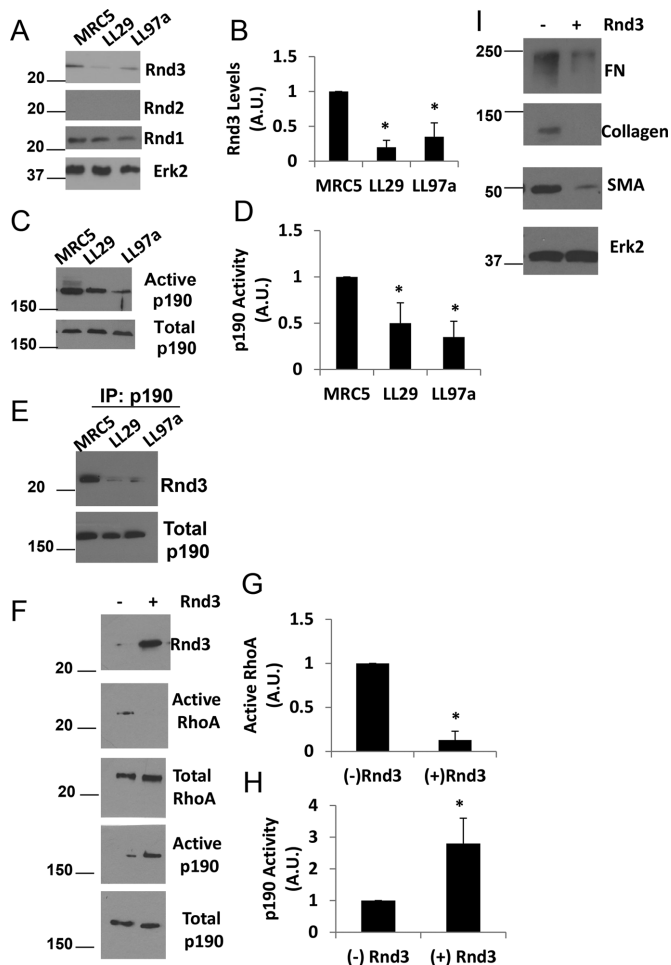 A
MRC5
LL29
LL97a
Rnd3
20
Rnd2
Rnd1
20
Erk2
37
B
Rnd3 Levels
(A.U.)
1.5
1
0.5
0
*
*
MRC5 LL29 LL97a
C
MRC5
LL29
LL97a
Active
p190
150
Total
p190
150
D
p190 Activity
(A.U.)
1.5
1
0.5
0
*
*
MRC5 LL29 LL97a
E
IP: p190
MRC5
LL29
LL97a
Rnd3
20
Total
p190
150
F
- + Rnd3
Rnd3
20
Active
RhoA
20
Total
RhoA
20
Active
p190
150
Total
p190
150
G
Active RhoA
(A.U.)
1.5
1
0.5
0
*
(-)Rnd3 (+)Rnd3
H
p190 Activity
(A.U.)
4
3
2
1
0
*
(-) Rnd3 (+) Rnd3
I
- + Rnd3
250
FN
150
Collagen
SMA
50
Erk2
37